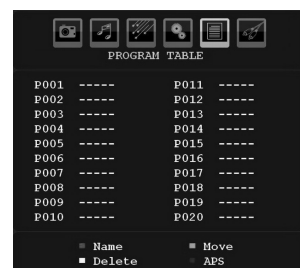 PROGRAM TABLE
P001 ----- P011 -----
P002 ----- P012 -----
P003 ----- P013 -----
P004 ----- P014 -----
P005 ----- P015 -----
P006 ----- P016 -----
P007 ----- P017 -----
P008 ----- P018 -----
P009 ----- P019 -----
P010 ----- P020 -----
Name Move
Delete APS